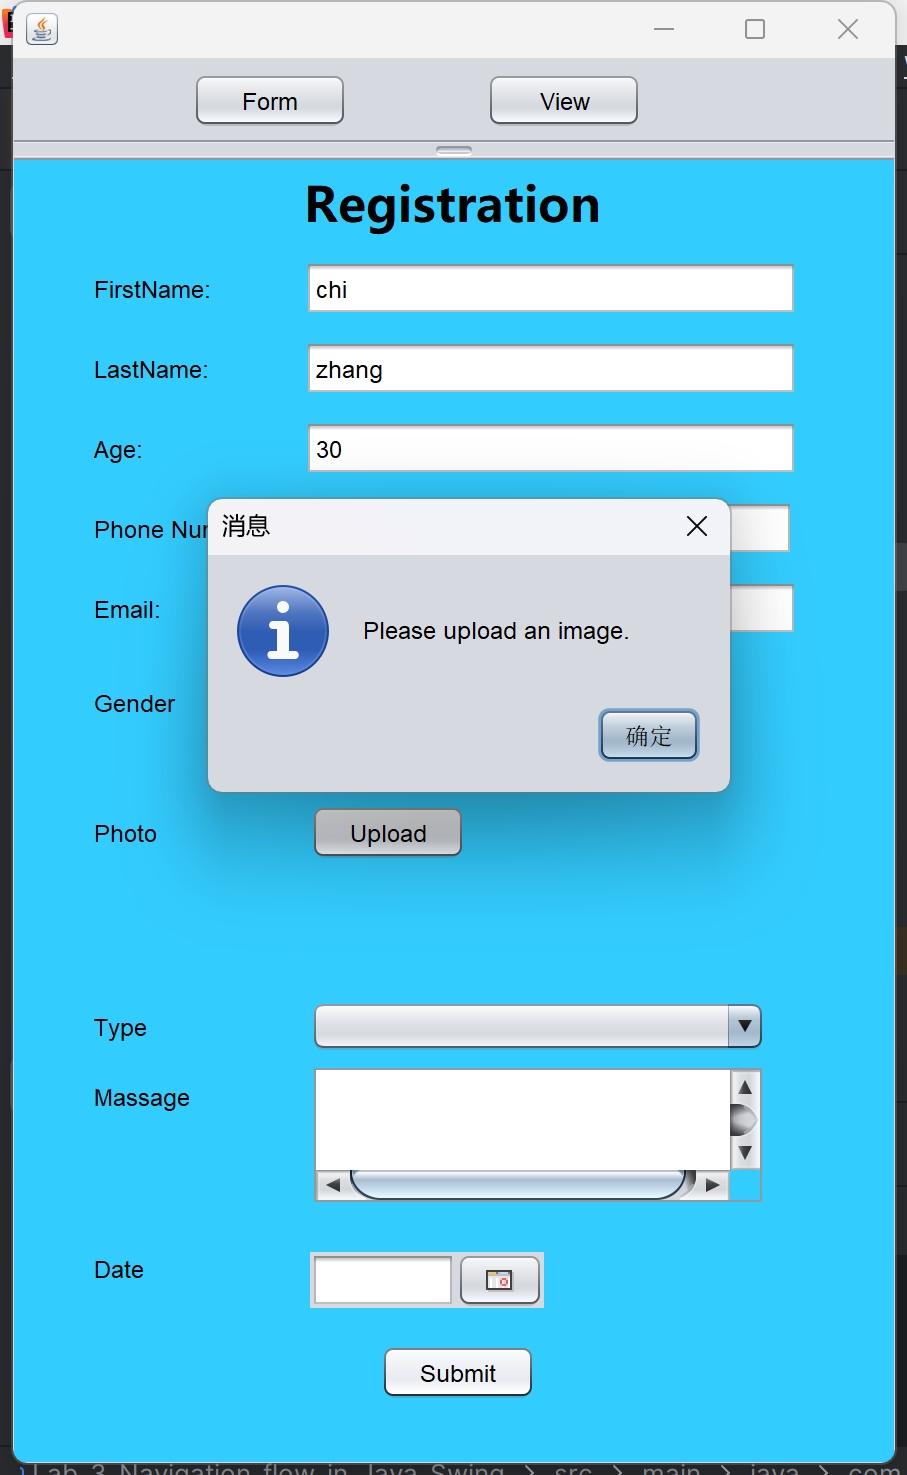 Form
View
Registration
FirstName:
chi
LastName:
zhang
Age:
30
Phone Nur
消息
Email:
Please upload an image.
Gender
确定
Photo
Upload
Type
Massage
Date
Submit
Lab 3 Navigation flow in Java Swing > src > main > java > com